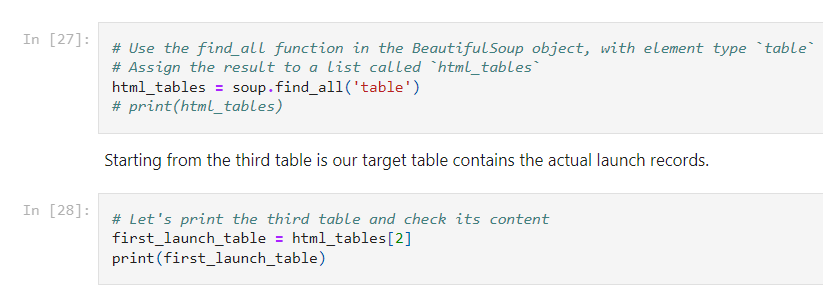 In [27]:
# Use the find_all function in the BeautifulSoup object, with element type `table`
# Assign the result to a list called `html_tables`
html_tables = soup.find_all('table')
# print(html_tables)
Starting from the third table is our target table contains the actual launch records.
In [28]:
# Let's print the third table and check its content
first_launch_table = html_tables[2]
print(first_launch_table)